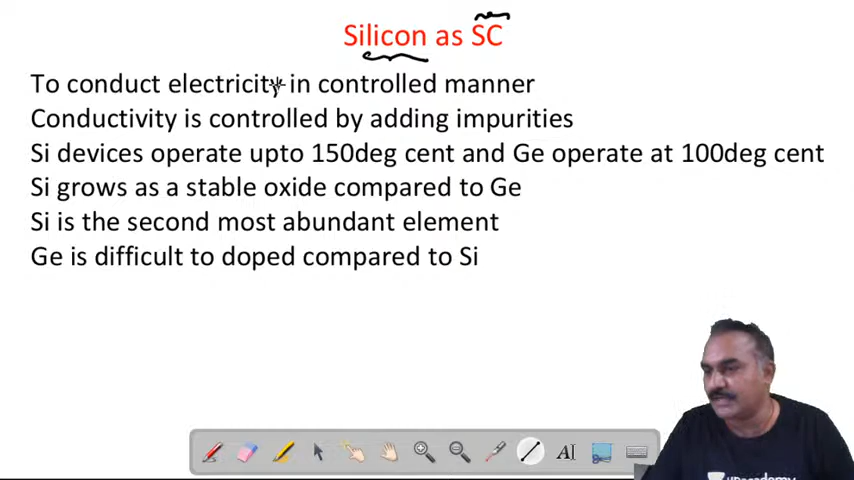 Silicon as SC
To conduct electricity in controlled manner
Conductivity is controlled by adding impurities
Si devices operate upto 150deg cent and Ge operate at 100deg cent
Si grows as a stable oxide compared to Ge
Si is the second most abundant element
Ge is difficult to doped compared to Si
AI